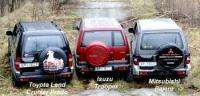 Toyota Land
Cruiser Prado
Isuzu
Trooper
Mitsubishi
Pajero